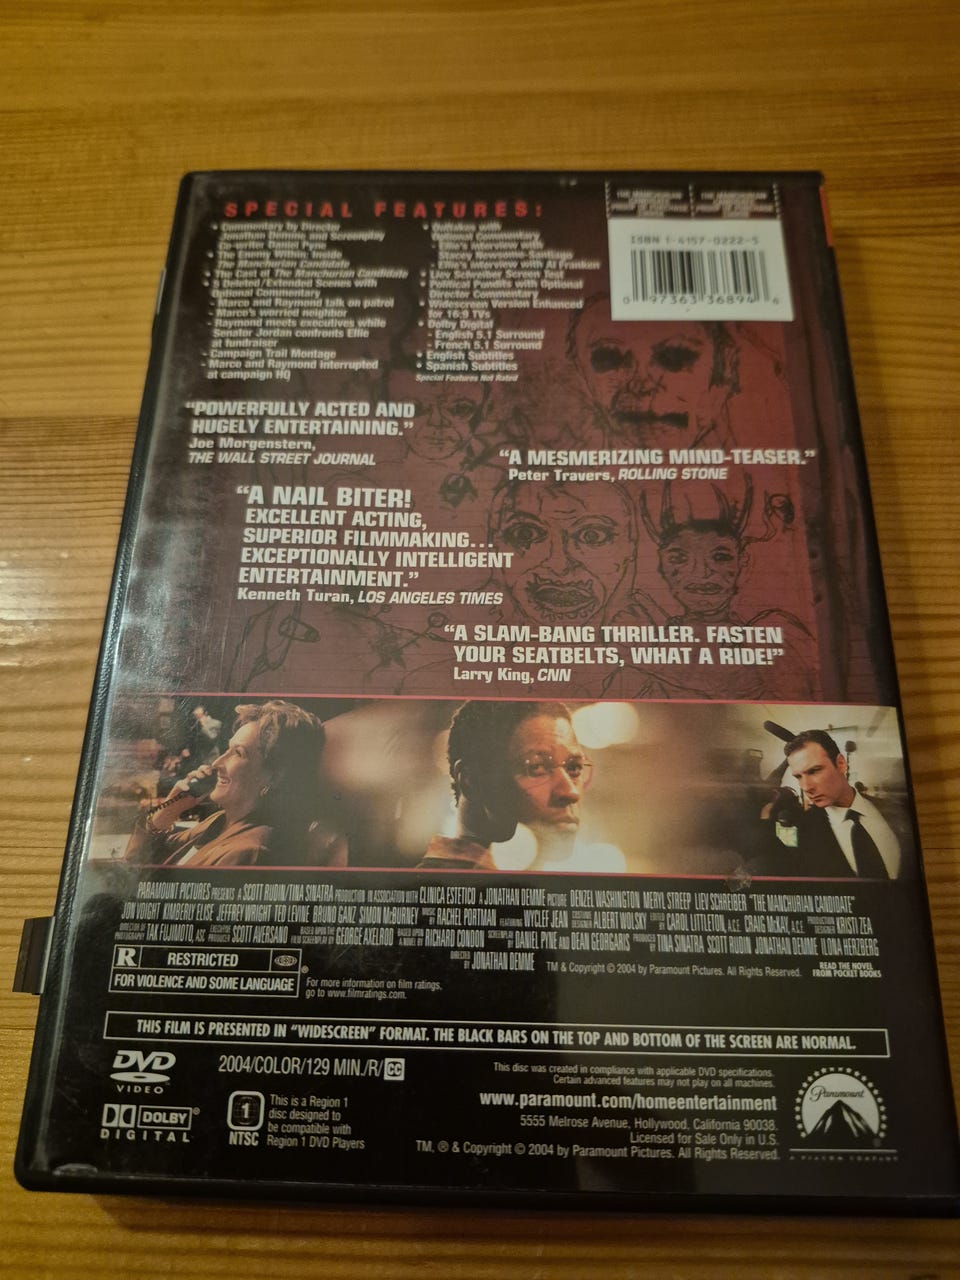 SPECIAL FEATURES:
• Commentary by Director
Jonathan Demme and Screenplay
Co-writer Daniel Pyne
• The Enemy Within: Inside
The Manchurian Candidate
• The Cast of The Manchurian Candidate
• 5 Deleted/Extended Scenes with
Optional Commentary
- Marco and Raymond talk on patrol
- Marco's worried neighbor
- Raymond meets executives while
Senator Jordan confronts Ellie
at fundraiser
- Campaign Trail Montage
- Marco and Raymond interrupted
at campaign HQ
• Outtakes with
Optional Commentary
- Ellie's interview with
Stacey Newsome-Santiago
- Ellie's interview with Al Franken
• Liev Schreiber Screen Test
• Political Pundits with Optional
Director Commentary
• Widescreen Version Enhanced
for 16:9 TVs
• Dolby Digital
- English 5.1 Surround
- French 5.1 Surround
• English Subtitles
• Spanish Subtitles
Special Features Not Rated
THE MANCHURIAN
CANDIDATE
THE MANCHURIAN
CANDIDATE
ISBN 1-4157-0222-5
0 97363 36894 4
"POWERFULLY ACTED AND
HUGELY ENTERTAINING."
Joe Morgenstern,
THE WALL STREET JOURNAL
"A MESMERIZING MIND-TEASER."
Peter Travers, ROLLING STONE
"A NAIL BITER!
EXCELLENT ACTING,
SUPERIOR FILMMAKING...
EXCEPTIONALLY INTELLIGENT
ENTERTAINMENT."
Kenneth Turan, LOS ANGELES TIMES
"A SLAM-BANG THRILLER. FASTEN
YOUR SEATBELTS, WHAT A RIDE!"
Larry King, CNN
PARAMOUNT PICTURES PRESENTS A SCOTT RUDIN/TINA SINATRA PRODUCTION IN ASSOCIATION WITH CLINICA ESTETICO A JONATHAN DEMME PICTURE DENZEL WASHINGTON MERYL STREEP LIEV SCHREIBER "THE MANCHURIAN CANDIDATE"
JON VOIGHT KIMBERLY ELISE JEFFREY WRIGHT TED LEVINE BRUNO GANZ SIMON McBURNEY MUSIC BY RACHEL PORTMAN FEATURING WYCLEF JEAN COSTUME DESIGNER ALBERT WOLSKY EDITED BY CAROL LITTLETON, A.C.E. CRAIG McKAY, A.C.E. PRODUCTION DESIGNER KRISTI ZEA
DIRECTOR OF PHOTOGRAPHY TAK FUJIMOTO, ASC EXECUTIVE PRODUCER SCOTT AVERSANO BASED UPON THE FILM SCREENPLAY BY GEORGE AXELROD BASED UPON A NOVEL BY RICHARD CONDON SCREENPLAY BY DANIEL PYNE AND DEAN GEORGARIS PRODUCED BY TINA SINATRA SCOTT RUDIN JONATHAN DEMME ILONA HERZBERG
DIRECTED BY JONATHAN DEMME TM & Copyright © 2004 by Paramount Pictures. All Rights Reserved.
READ THE NOVEL
FROM POCKET BOOKS
R RESTRICTED ®
FOR VIOLENCE AND SOME LANGUAGE
For more information on film ratings,
go to www.filmratings.com.
THIS FILM IS PRESENTED IN "WIDESCREEN" FORMAT. THE BLACK BARS ON THE TOP AND BOTTOM OF THE SCREEN ARE NORMAL.
DVD
VIDEO
2004/COLOR/129 MIN./R/CC
DOLBY
DIGITAL
1
NTSC
This is a Region 1
disc designed to
be compatible with
Region 1 DVD Players
This disc was created in compliance with applicable DVD specifications.
Certain advanced features may not play on all machines.
www.paramount.com/homeentertainment
5555 Melrose Avenue, Hollywood, California 90038.
Licensed for Sale Only in U.S.
TM, ® & Copyright © 2004 by Paramount Pictures. All Rights Reserved.
Paramount
A VIACOM COMPANY